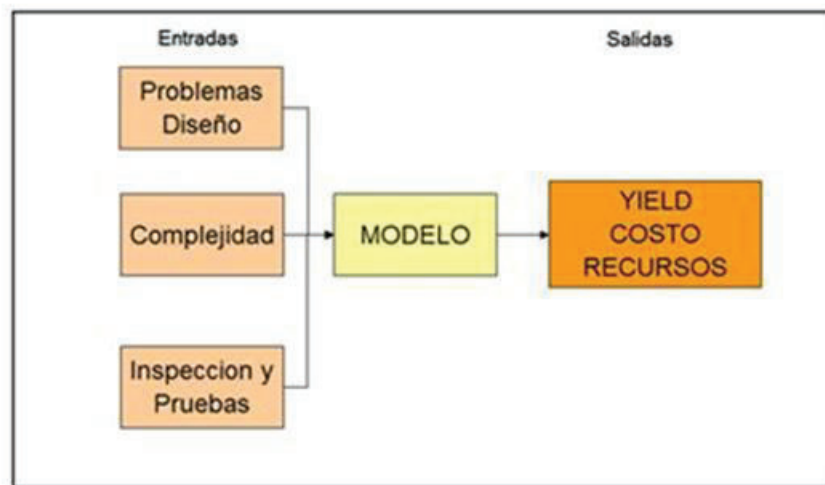 Entradas
Salidas
Problemas
Diseño
Complejidad
MODELO
YIELD
COSTO
RECURSOS
Inspeccion y
Pruebas